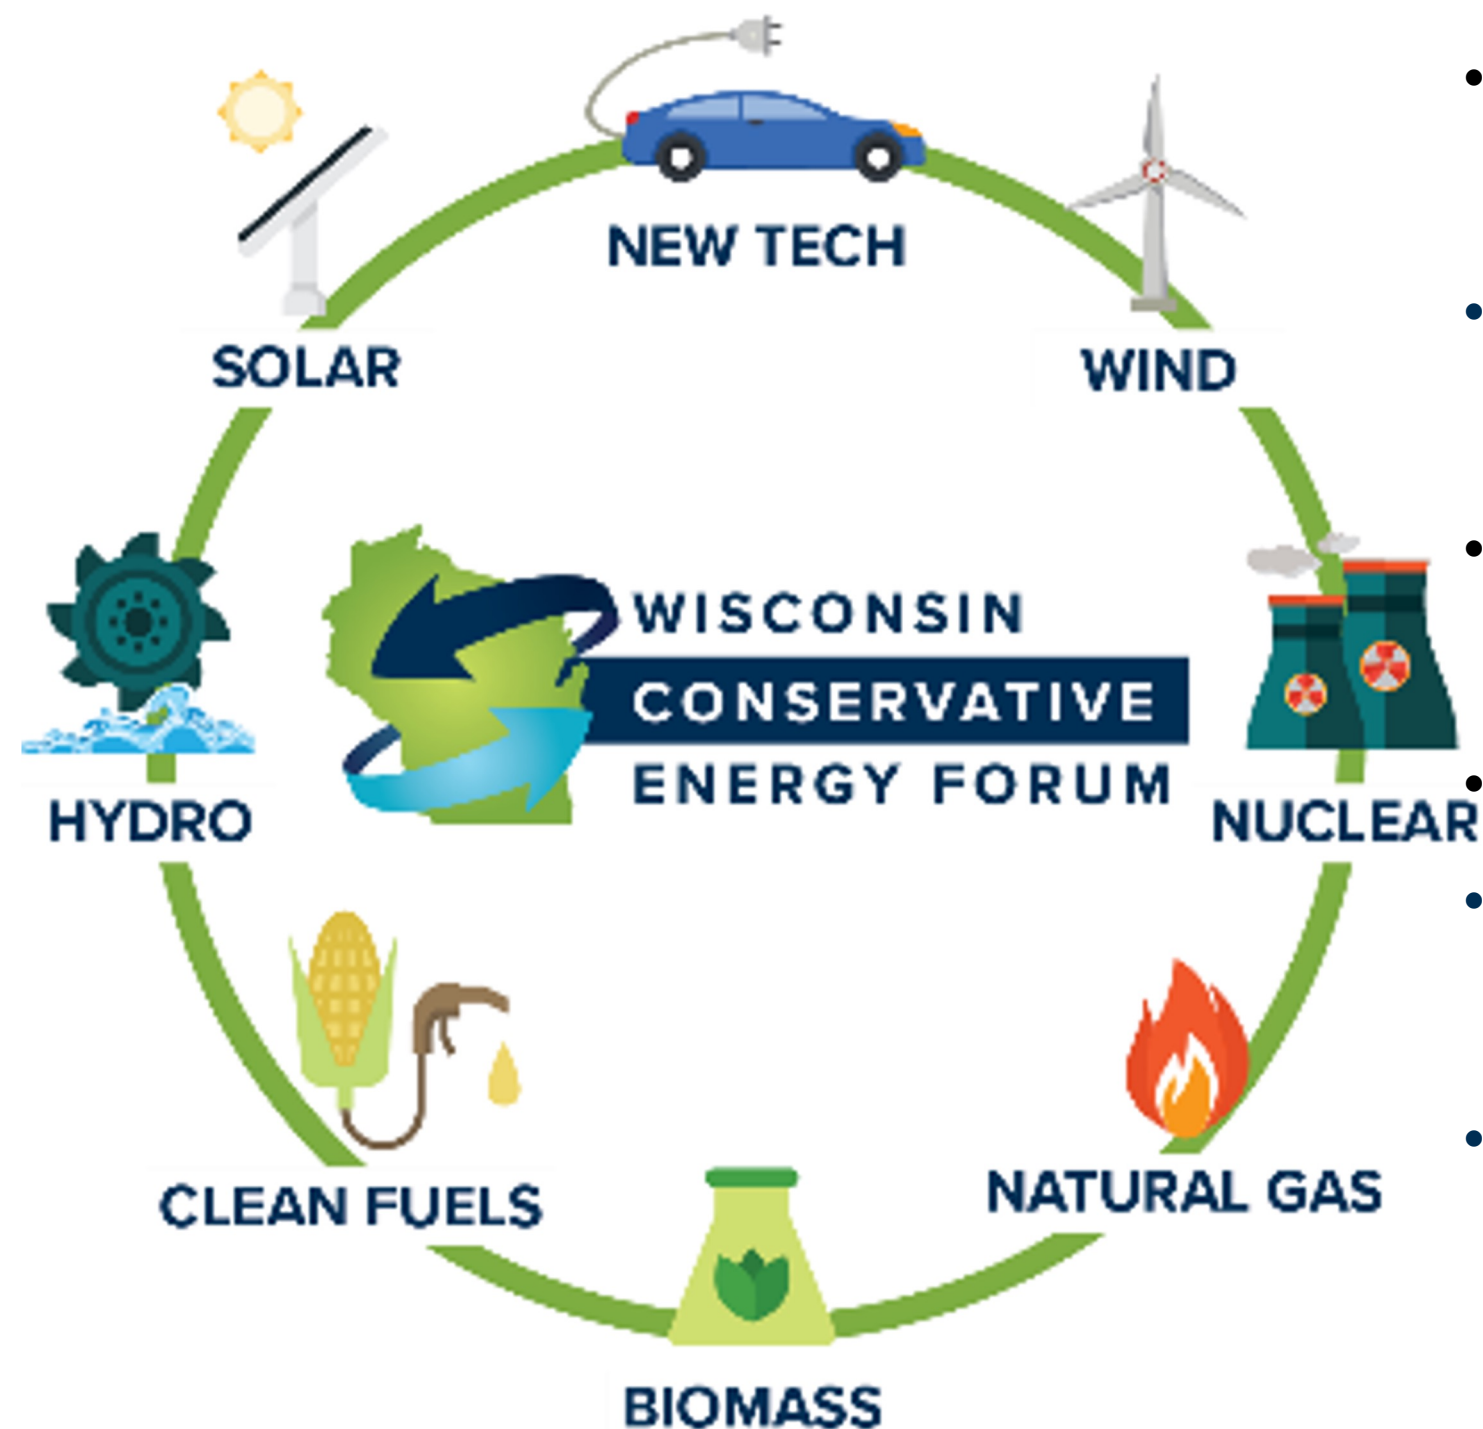 NEW TECH
SOLAR
WIND
WISCONSIN
CONSERVATIVE
ENERGY FORUM
HYDRO
NUCLEAR
CLEAN FUELS
NATURAL GAS
BIOMASS